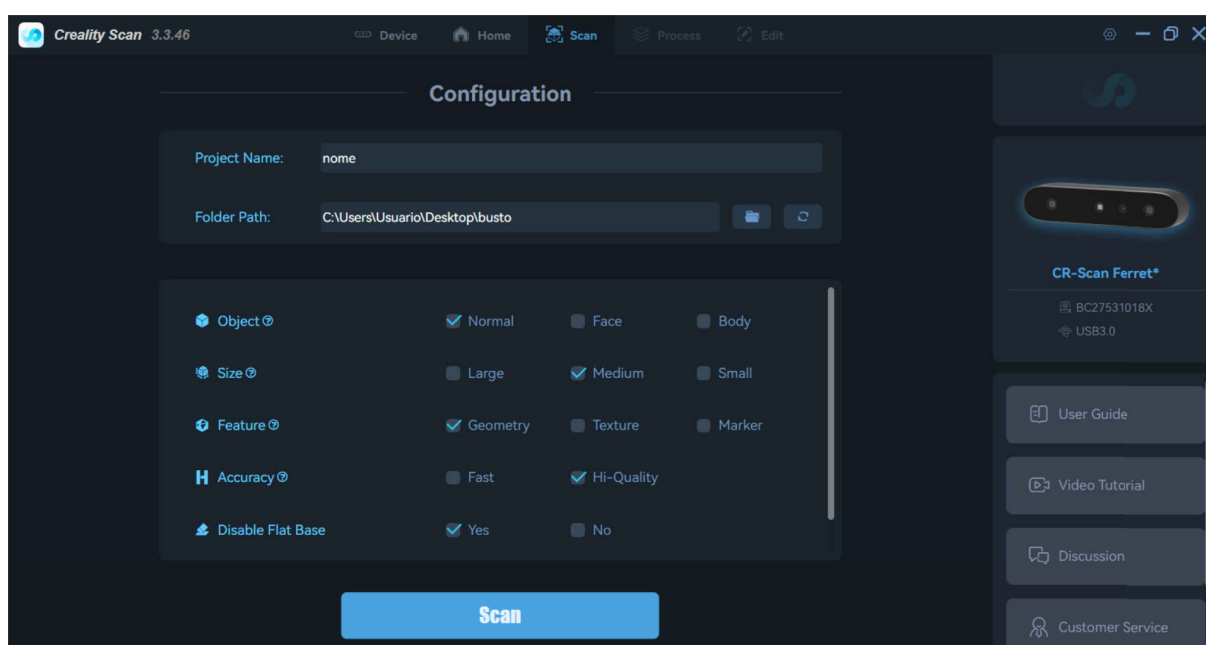 Creality Scan 3.3.46 Device Home Scan Process Edit
Configuration
Project Name: nome
Folder Path: C:\Users\Usuario\Desktop\busto
Object Normal Face Body
Size Large Medium Small
Feature Geometry Texture Marker
Accuracy Fast Hi-Quality
Disable Flat Base Yes No
Scan
CR-Scan Ferret*
BC27531018X
USB3.0
User Guide
Video Tutorial
Discussion
Customer Service